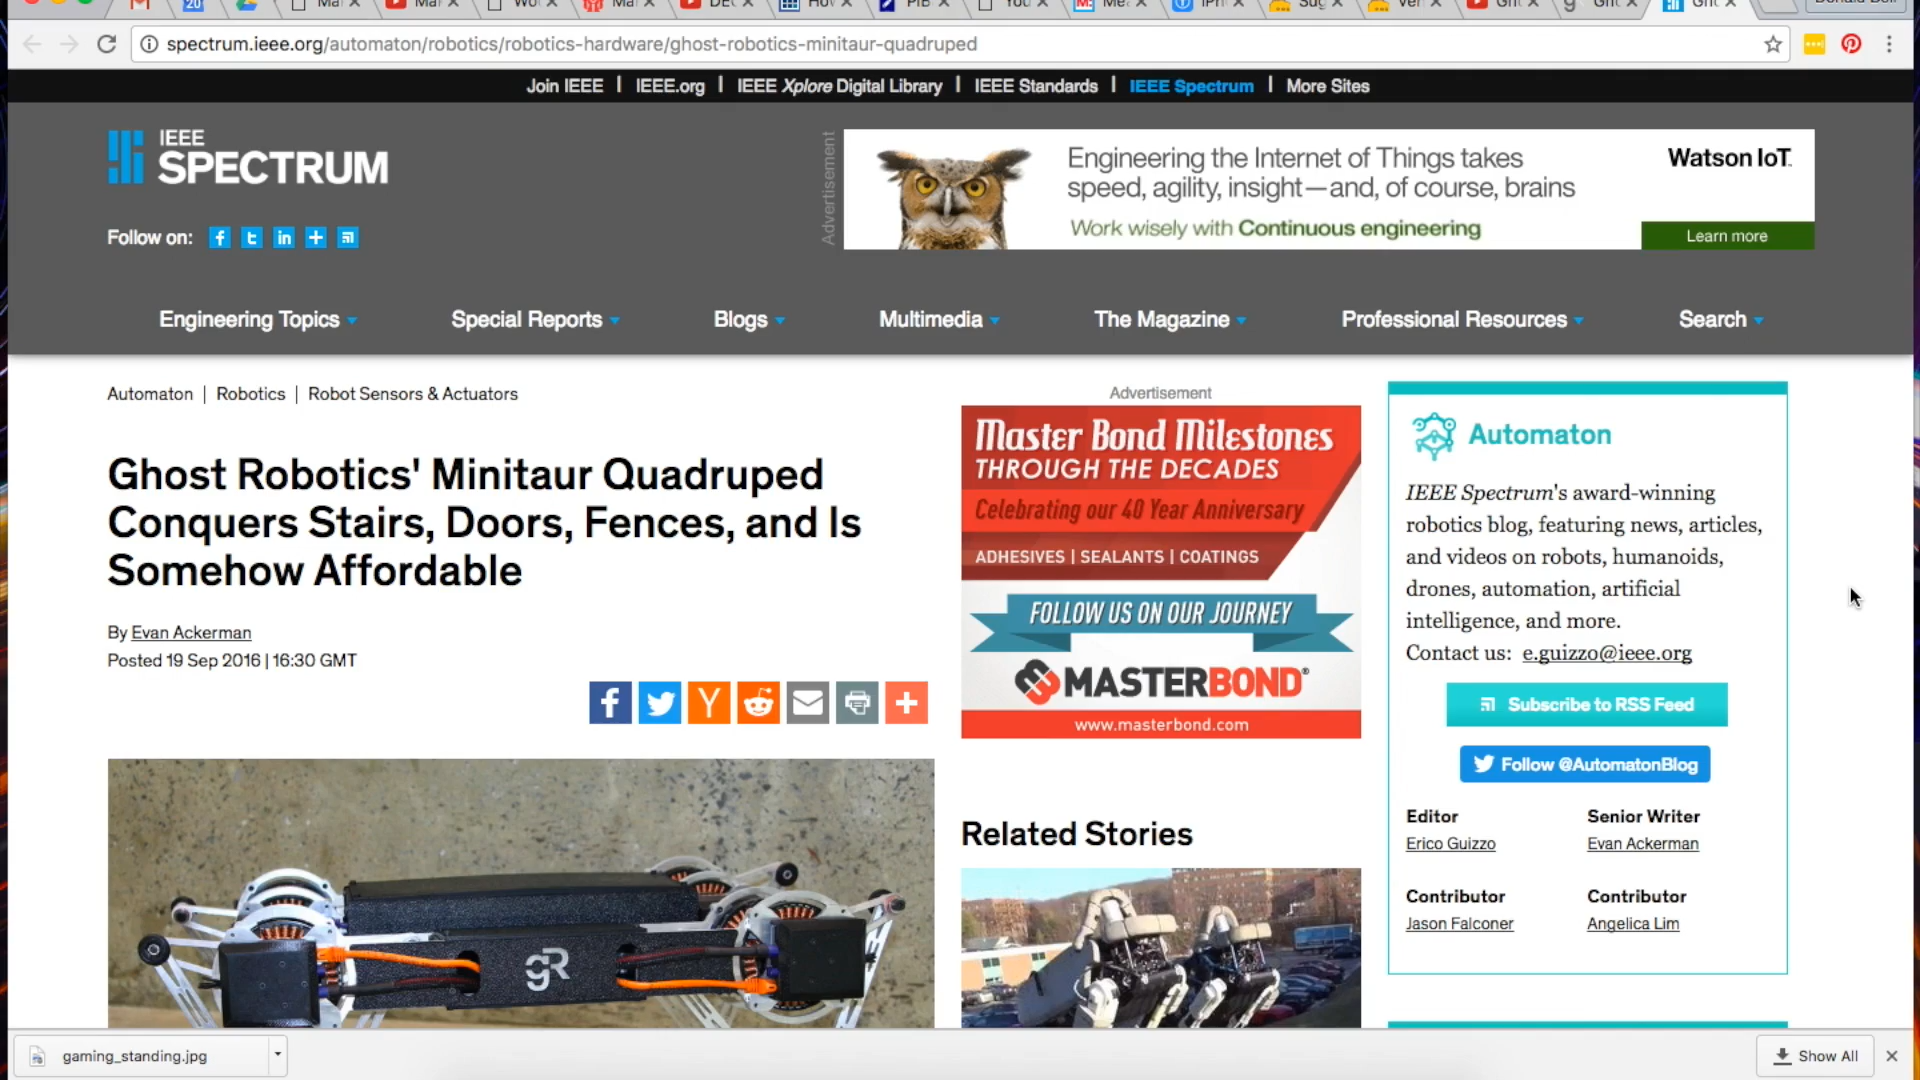 20
spectrum.ieee.org/automaton/robotics/robotics-hardware/ghost-robotics-minitaur-quadruped
Join IEEE | IEEE.org | IEEE Xplore Digital Library | IEEE Standards | IEEE Spectrum | More Sites
IEEE
SPECTRUM
Follow on:
Advertisement
Engineering the Internet of Things takes
speed, agility, insight—and, of course, brains
Work wisely with Continuous engineering
Watson IoT
Learn more
Engineering Topics
Special Reports
Blogs
Multimedia
The Magazine
Professional Resources
Search
Automaton | Robotics | Robot Sensors & Actuators
Ghost Robotics' Minitaur Quadruped
Conquers Stairs, Doors, Fences, and Is
Somehow Affordable
By Evan Ackerman
Posted 19 Sep 2016 | 16:30 GMT
gR
Advertisement
Master Bond Milestones
THROUGH THE DECADES
Celebrating our 40 Year Anniversary
ADHESIVES | SEALANTS | COATINGS
FOLLOW US ON OUR JOURNEY
MASTERBOND®
www.masterbond.com
Related Stories
Automaton
IEEE Spectrum's award-winning
robotics blog, featuring news, articles,
and videos on robots, humanoids,
drones, automation, artificial
intelligence, and more.
Contact us: e.guizzo@ieee.org
Subscribe to RSS Feed
Follow @AutomatonBlog
Editor
Erico Guizzo
Senior Writer
Evan Ackerman
Contributor
Jason Falconer
Contributor
Angelica Lim
gaming_standing.jpg
Show All